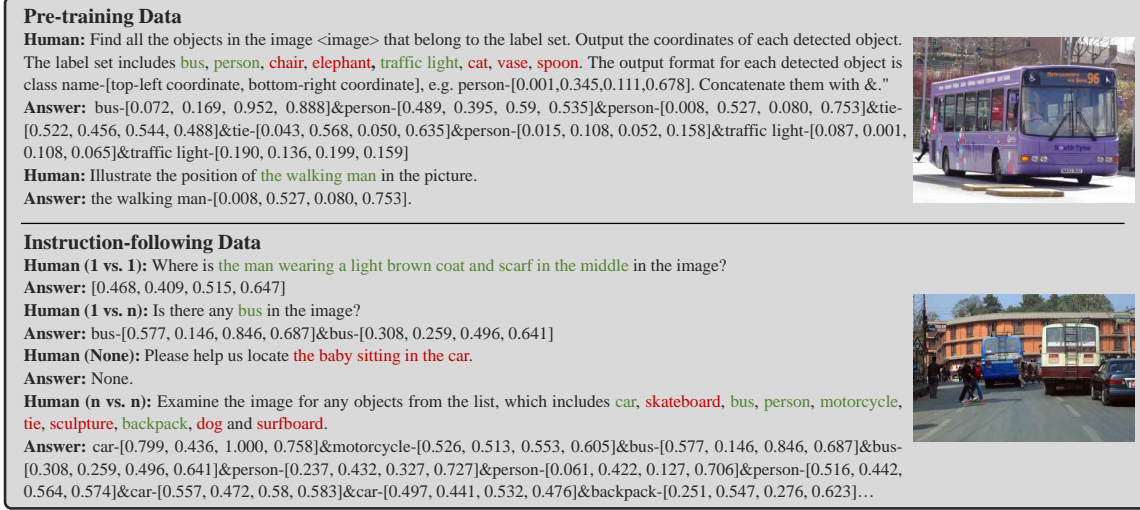 Pre-training Data
Human: Find all the objects in the image <image> that belong to the label set. Output the coordinates of each detected object.
The label set includes bus, person, chair, elephant, traffic light, cat, vase, spoon. The output format for each detected object is
class name-[top-left coordinate, bottom-right coordinate], e.g. person-[0.001,0.345,0.111,0.678]. Concatenate them with &."
Answer: bus-[0.072, 0.169, 0.952, 0.888]&person-[0.489, 0.395, 0.59, 0.535]&person-[0.008, 0.527, 0.080, 0.753]&tie-
[0.522, 0.456, 0.544, 0.488]&tie-[0.043, 0.568, 0.050, 0.635]&person-[0.015, 0.108, 0.052, 0.158]&traffic light-[0.087, 0.001,
0.108, 0.065]&traffic light-[0.190, 0.136, 0.199, 0.159]
Human: Illustrate the position of the walking man in the picture.
Answer: the walking man-[0.008, 0.527, 0.080, 0.753].
96
Instruction-following Data
Human (1 vs. 1): Where is the man wearing a light brown coat and scarf in the middle in the image?
Answer: [0.468, 0.409, 0.515, 0.647]
Human (1 vs. n): Is there any bus in the image?
Answer: bus-[0.577, 0.146, 0.846, 0.687]&bus-[0.308, 0.259, 0.496, 0.641]
Human (None): Please help us locate the baby sitting in the car.
Answer: None.
Human (n vs. n): Examine the image for any objects from the list, which includes car, skateboard, bus, person, motorcycle,
tie, sculpture, backpack, dog and surfboard.
Answer: car-[0.799, 0.436, 1.000, 0.758]&motorcycle-[0.526, 0.513, 0.553, 0.605]&bus-[0.577, 0.146, 0.846, 0.687]&bus-
[0.308, 0.259, 0.496, 0.641]&person-[0.237, 0.432, 0.327, 0.727]&person-[0.061, 0.422, 0.127, 0.706]&person-[0.516, 0.442,
0.564, 0.574]&car-[0.557, 0.472, 0.58, 0.583]&car-[0.497, 0.441, 0.532, 0.476]&backpack-[0.251, 0.547, 0.276, 0.623]…